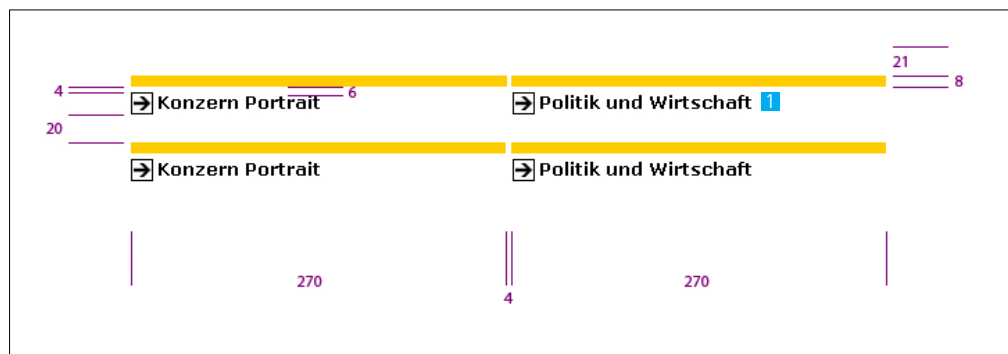 21
8
4
6
Konzern Portrait
Politik und Wirtschaft 1
20
Konzern Portrait
Politik und Wirtschaft
270
270
4